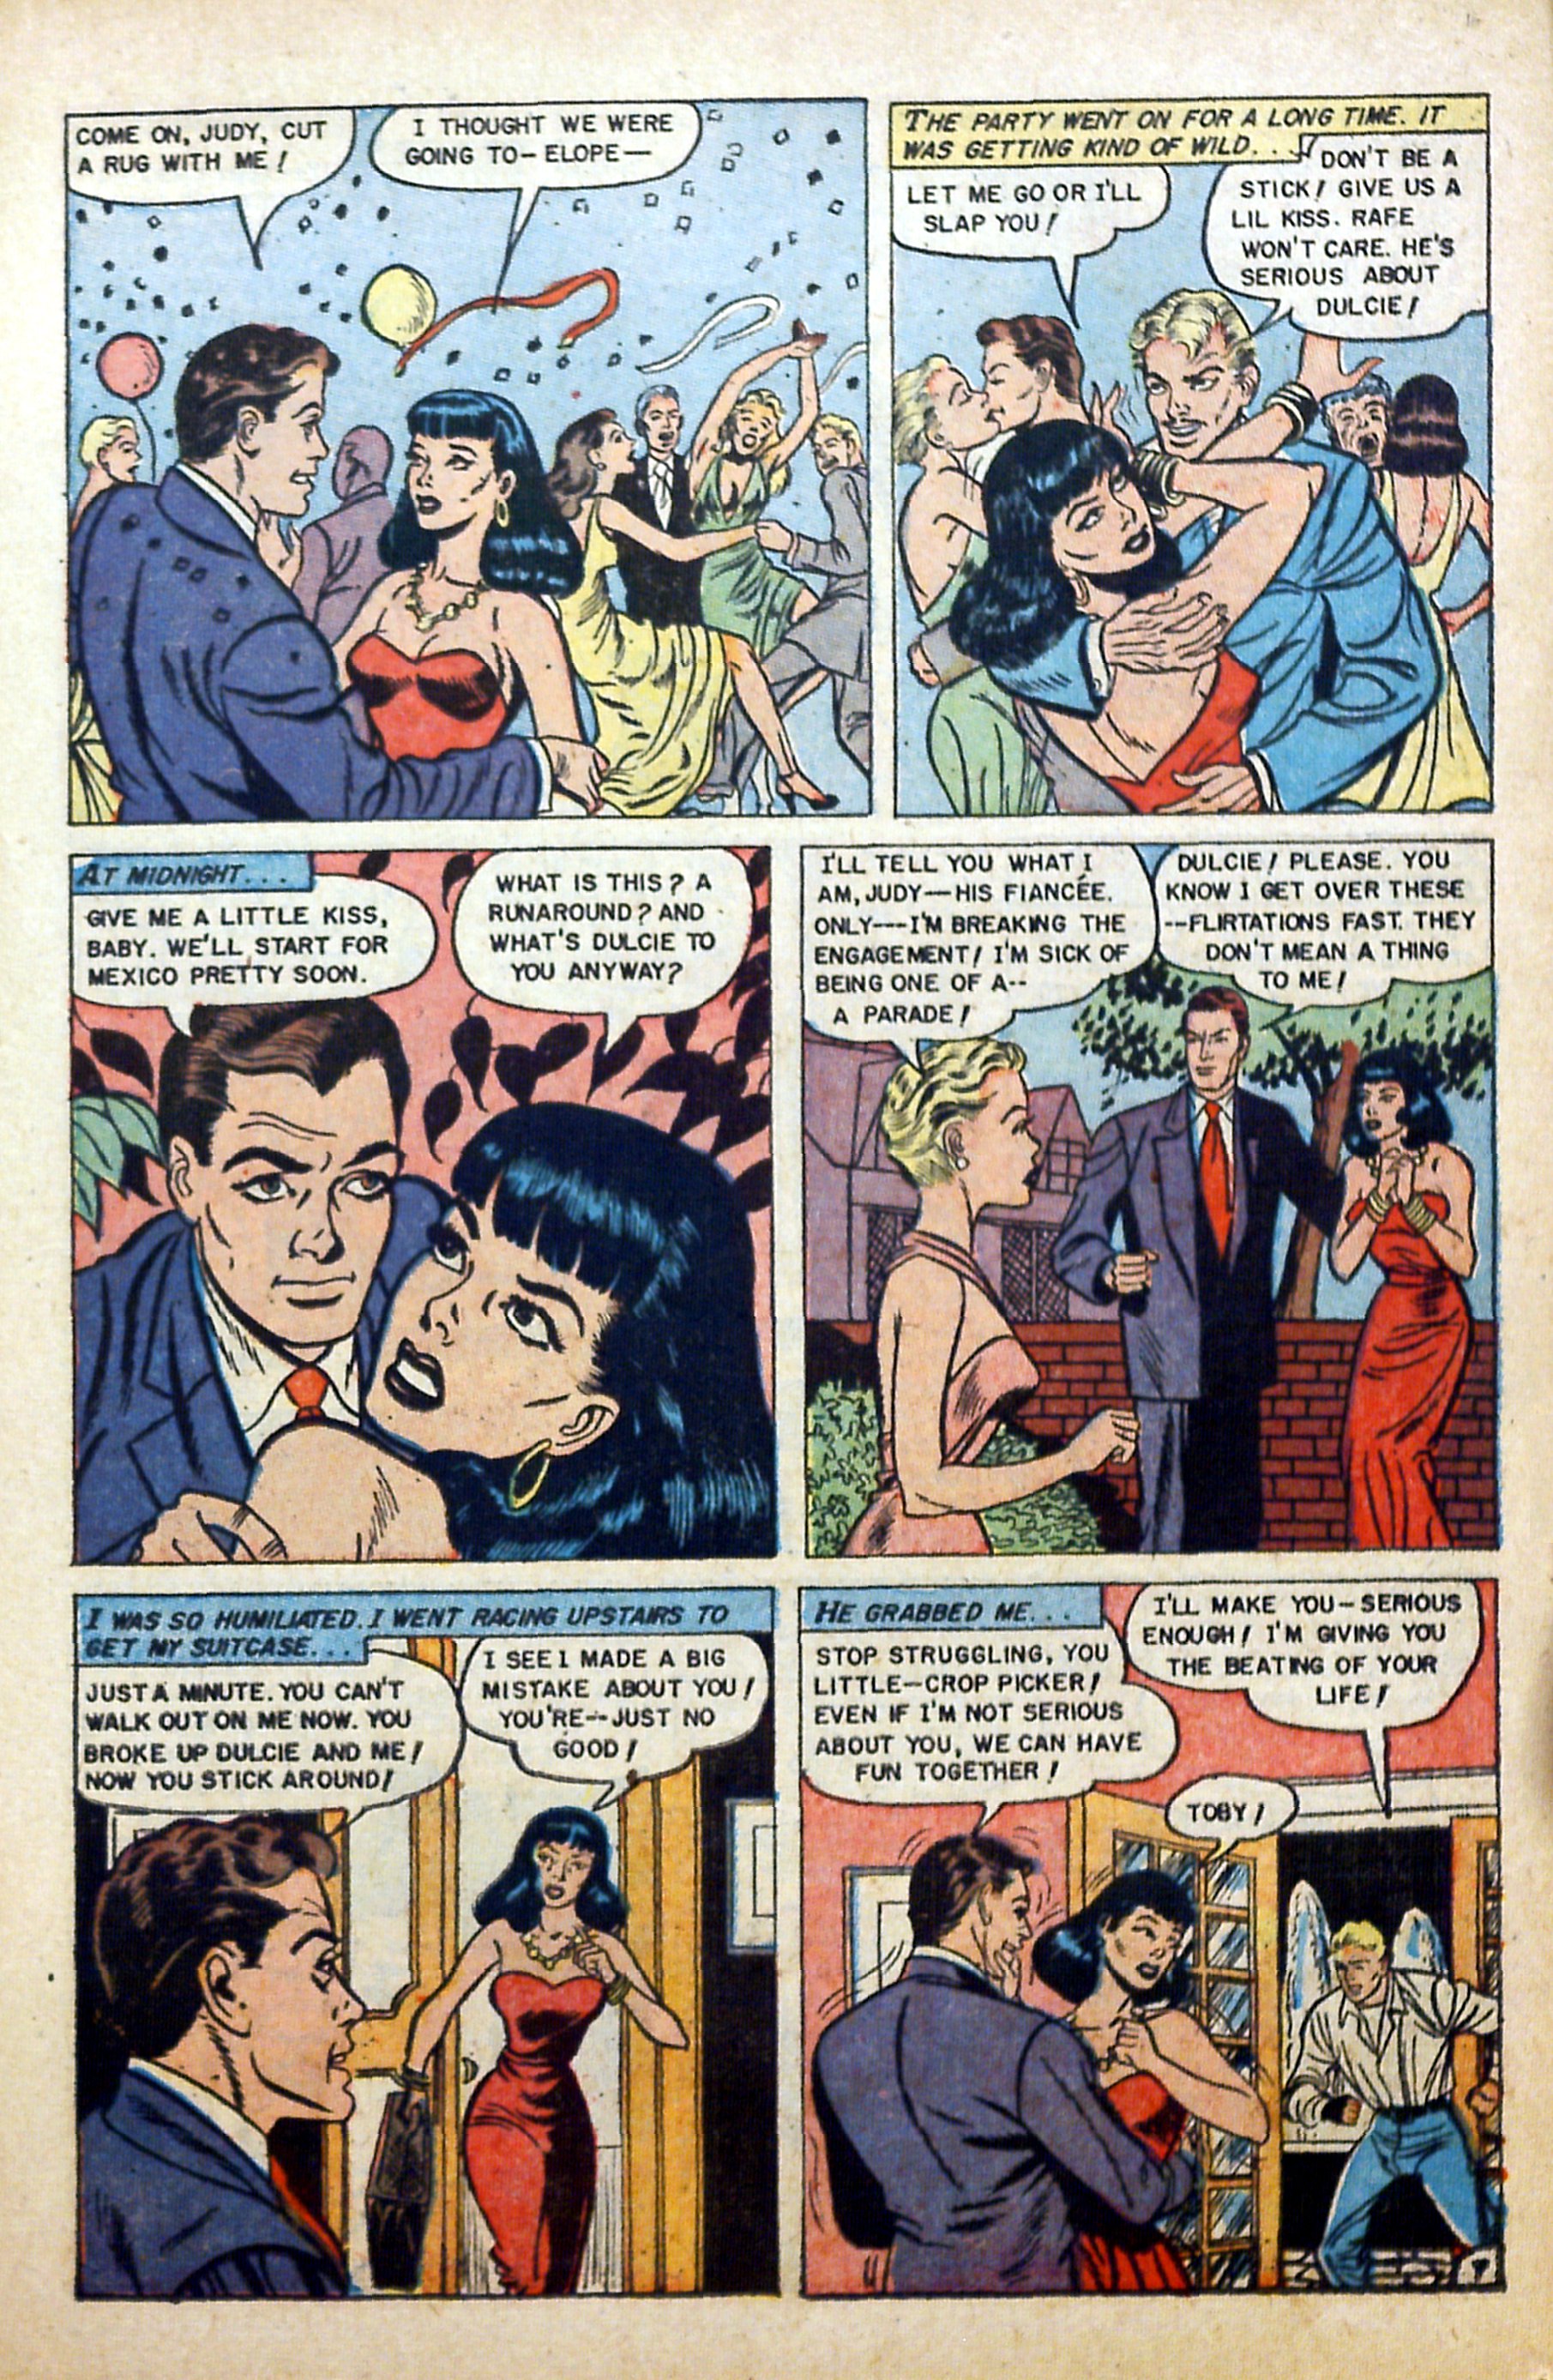 COME ON, JUDY, CUT
A RUG WITH ME!
I THOUGHT WE WERE
GOING TO—ELOPE—
THE PARTY WENT ON FOR A LONG TIME. IT
WAS GETTING KIND OF WILD. . .
LET ME GO OR I'LL
SLAP YOU!
DON'T BE A
STICK! GIVE US A
LIL KISS. RAFE
WON'T CARE. HE'S
SERIOUS ABOUT
DULCIE!
AT MIDNIGHT. . .
GIVE ME A LITTLE KISS,
BABY. WE'LL START FOR
MEXICO PRETTY SOON.
WHAT IS THIS? A
RUNAROUND? AND
WHAT'S DULCIE TO
YOU ANYWAY?
I'LL TELL YOU WHAT I
AM, JUDY—HIS FIANCÉE.
ONLY---I'M BREAKING THE
ENGAGEMENT! I'M SICK OF
BEING ONE OF A--
A PARADE!
DULCIE! PLEASE. YOU
KNOW I GET OVER THESE
--FLIRTATIONS FAST. THEY
DON'T MEAN A THING
TO ME!
I WAS SO HUMILIATED. I WENT RACING UPSTAIRS TO
GET MY SUITCASE. . .
JUST A MINUTE. YOU CAN'T
WALK OUT ON ME NOW. YOU
BROKE UP DULCIE AND ME!
NOW YOU STICK AROUND!
I SEE I MADE A BIG
MISTAKE ABOUT YOU!
YOU'RE--JUST NO
GOOD!
HE GRABBED ME. . .
STOP STRUGGLING, YOU
LITTLE—CROP PICKER!
EVEN IF I'M NOT SERIOUS
ABOUT YOU, WE CAN HAVE
FUN TOGETHER!
I'LL MAKE YOU—SERIOUS
ENOUGH! I'M GIVING YOU
THE BEATING OF YOUR
LIFE!
TOBY!
7